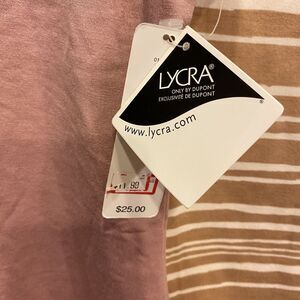 LYCRA®
ONLY BY DUPONT
EXCLUSIVITÉ DE DUPONT
®
www.lycra.com
$25.00